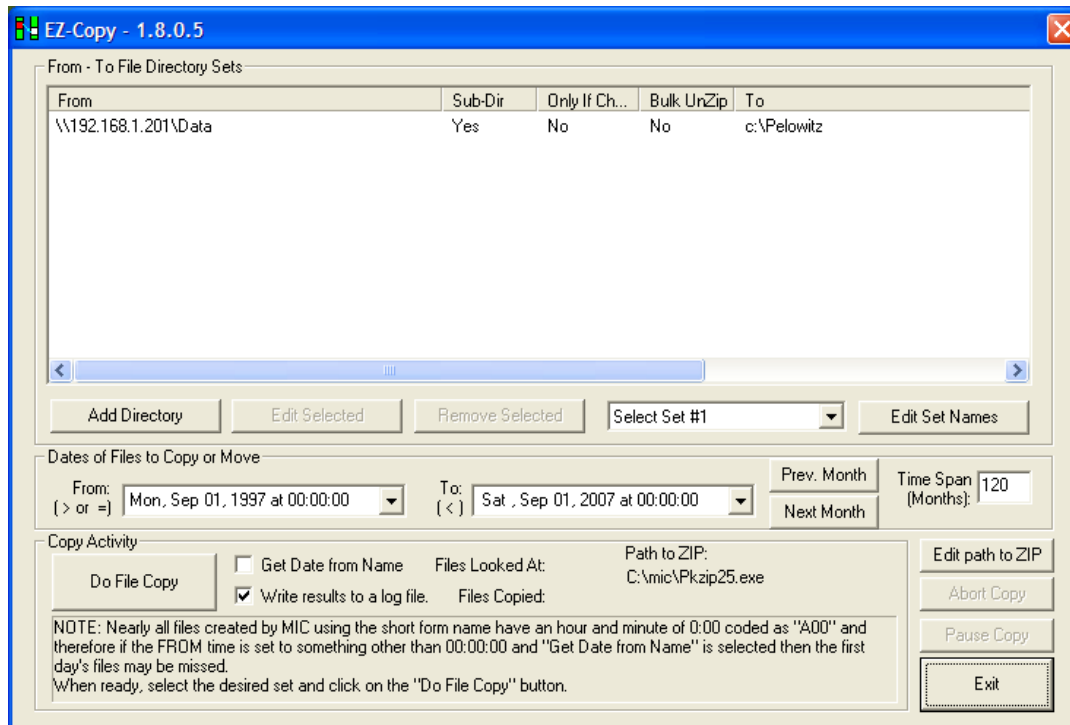 EZ-Copy - 1.8.0.5
From - To File Directory Sets
From Sub-Dir Only If Ch... Bulk UnZip To
\\192.168.1.201\Data Yes No No c:\Pelowitz
Add Directory Edit Selected Remove Selected Select Set #1 Edit Set Names
Dates of Files to Copy or Move
From: Mon, Sep 01, 1997 at 00:00:00 To: Sat , Sep 01, 2007 at 00:00:00 Prev. Month Time Span 120
( > or =) ( < ) Next Month (Months):
Copy Activity
Do File Copy Get Date from Name Files Looked At: Path to ZIP: Edit path to ZIP
C:\mic\Pkzip25.exe
Write results to a log file. Files Copied: Abort Copy
NOTE: Nearly all files created by MIC using the short form name have an hour and minute of 0:00 coded as "A00" and
therefore if the FROM time is set to something other than 00:00:00 and "Get Date from Name" is selected then the first
day's files may be missed.
When ready, select the desired set and click on the "Do File Copy" button.
Pause Copy
Exit